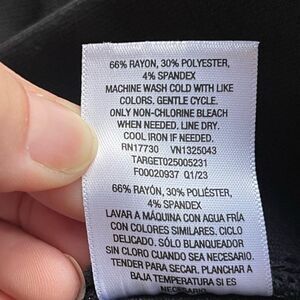 66% RAYON, 30% POLYESTER,
4% SPANDEX
MACHINE WASH COLD WITH LIKE
COLORS. GENTLE CYCLE.
ONLY NON-CHLORINE BLEACH
WHEN NEEDED. LINE DRY.
COOL IRON IF NEEDED.
RN17730 VN1325043
TARGET025005231
F00020937 Q1/23
66% RAYÓN, 30% POLIÉSTER,
4% SPANDEX
LAVAR A MÁQUINA CON AGUA FRÍA
CON COLORES SIMILARES. CICLO
DELICADO. SÓLO BLANQUEADOR
SIN CLORO CUANDO SEA NECESARIO.
TENDER PARA SECAR. PLANCHAR A
BAJA TEMPERATURA SI ES
NECESARIO